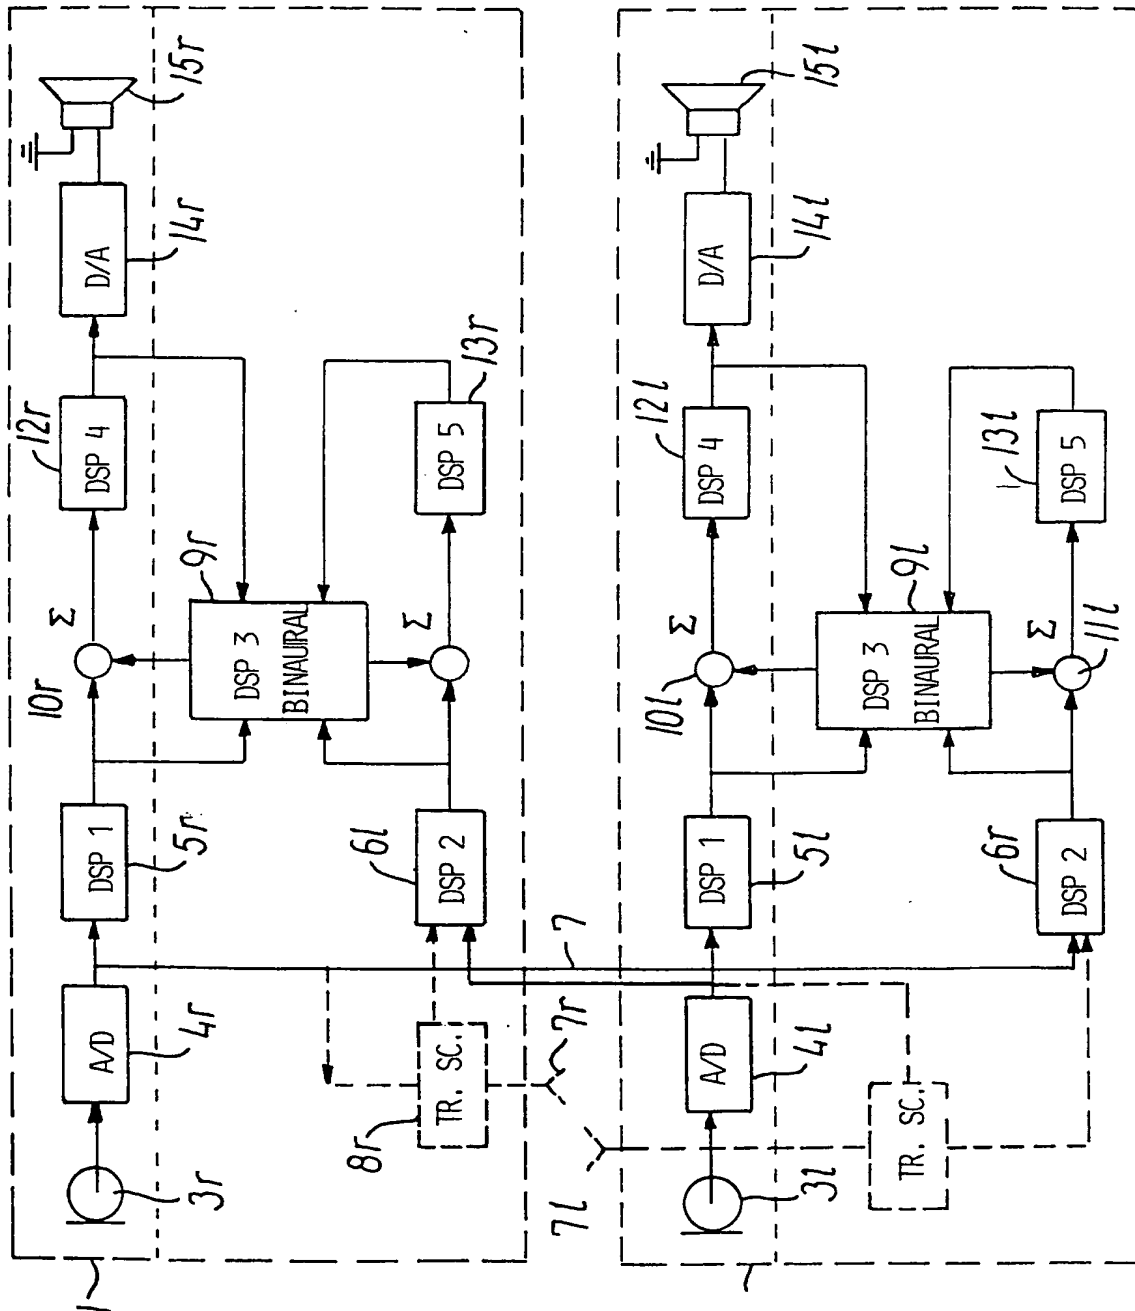 3r
A/D
4r
DSP 1
5r
10r
Σ
DSP 4
12r
D/A
14r
15r
8r
TR. SC.
7r
7
6l
DSP 2
DSP 3
BINAURAL
9r
Σ
DSP 5
13r
7l
3l
A/D
4l
DSP 1
5l
10l
Σ
DSP 4
12l
D/A
14l
15l
TR. SC.
DSP 2
6r
DSP 3
BINAURAL
9l
Σ
11l
DSP 5
13l